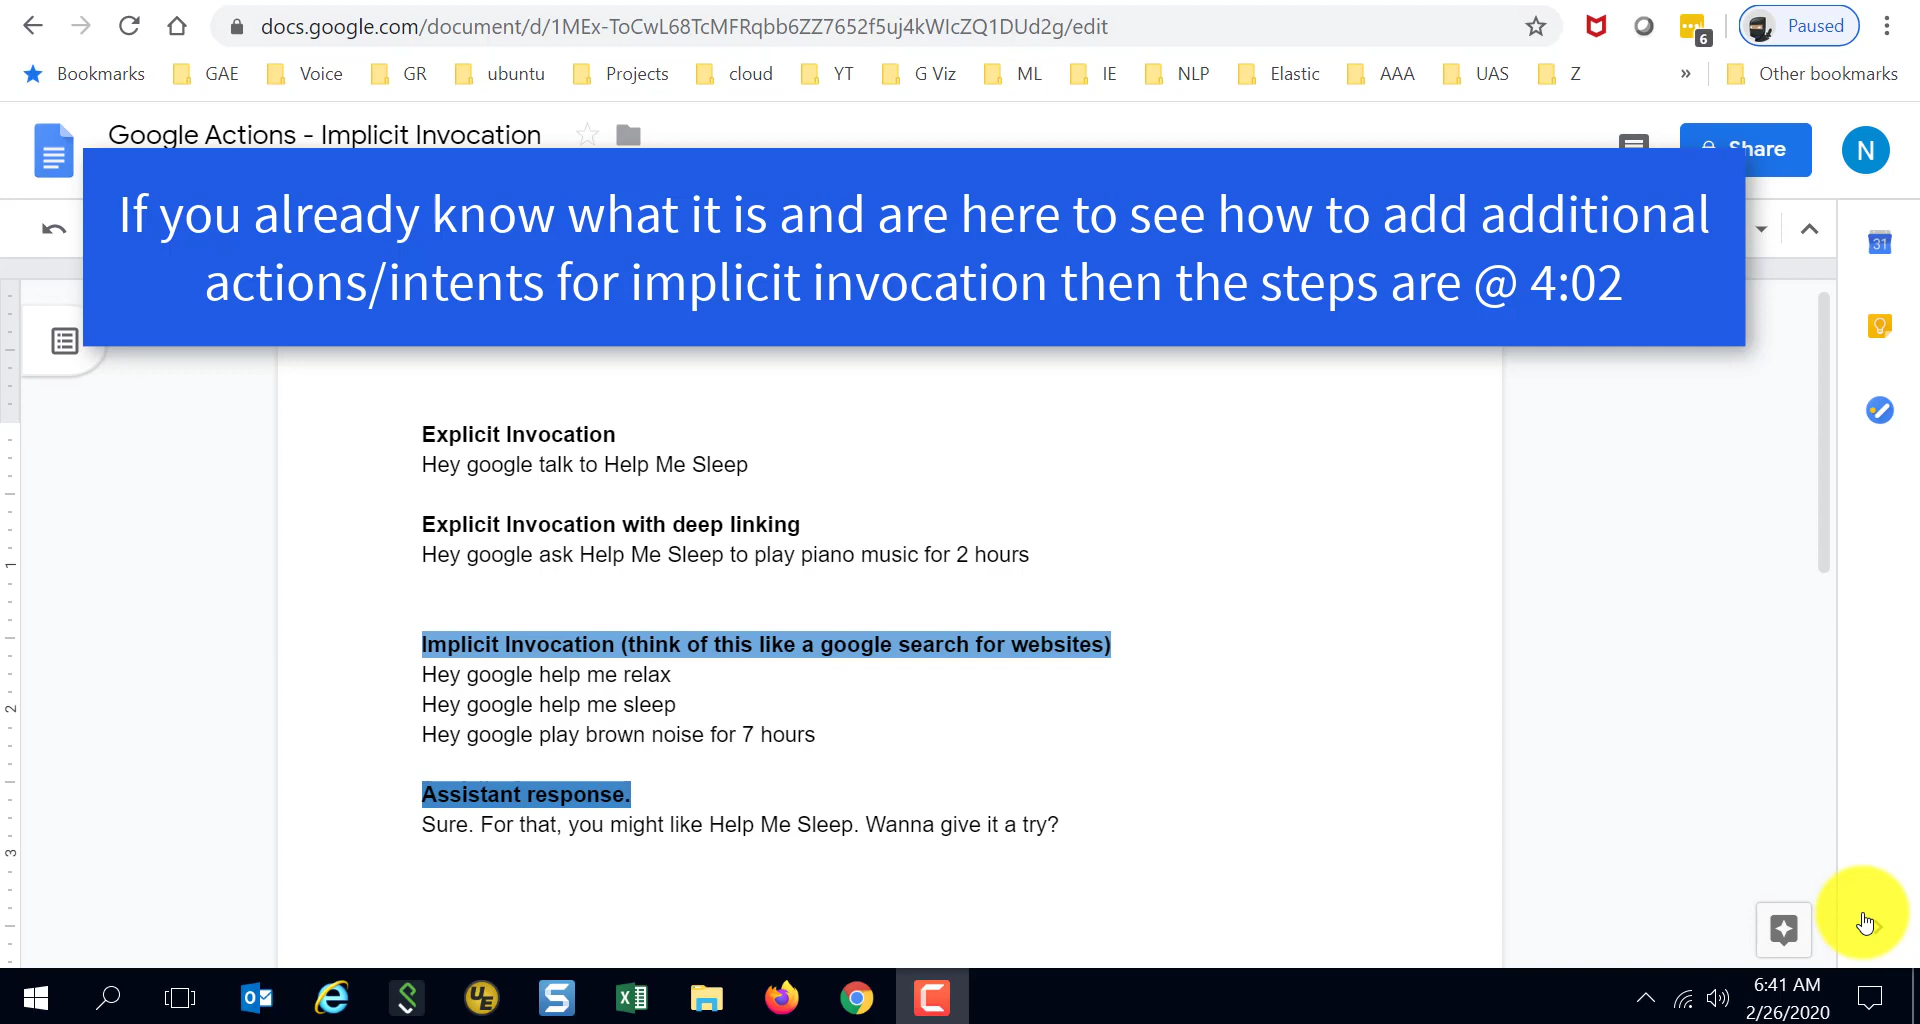 docs.google.com/document/d/1MEx-ToCwL68TcMFRqbb6ZZ7652f5uj4kWIcZQ1DUd2g/edit
6
Paused
Bookmarks GAE Voice GR ubuntu Projects cloud YT G Viz ML IE NLP Elastic AAA UAS Z » Other bookmarks
Google Actions - Implicit Invocation
Share
N
If you already know what it is and are here to see how to add additional
actions/intents for implicit invocation then the steps are @ 4:02
31
Explicit Invocation
Hey google talk to Help Me Sleep
Explicit Invocation with deep linking
Hey google ask Help Me Sleep to play piano music for 2 hours
1
Implicit Invocation (think of this like a google search for websites)
Hey google help me relax
Hey google help me sleep
2
Hey google play brown noise for 7 hours
Assistant response.
Sure. For that, you might like Help Me Sleep. Wanna give it a try?
3
6:41 AM
2/26/2020